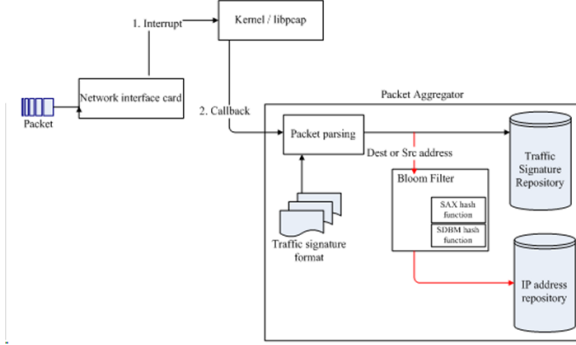 Kernel / libpcap
1. Interrupt
Network interface card
Packet
2. Callback
Packet Aggregator
Packet parsing
Dest or Src address
Traffic
Signature
Repository
Bloom Filter
SAX hash
function
SDBM hash
function
Traffic signature
format
IP address
repository